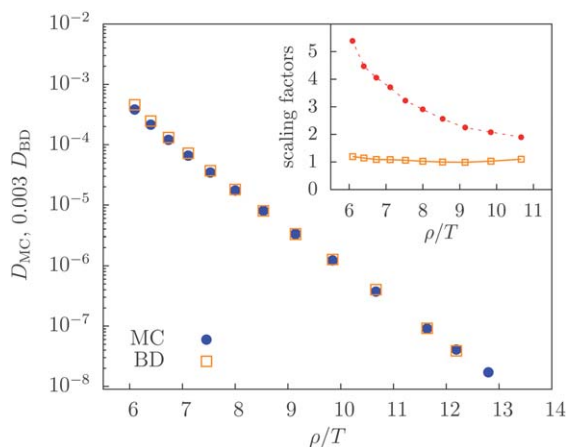 10⁻²
10⁻³
10⁻⁴
10⁻⁵
10⁻⁶
10⁻⁷
10⁻⁸
D_MC, 0.003 D_BD
6 7 8 9 10 11 12 13 14
ρ/T
MC
BD
scaling factors
5
4
3
2
1
0
6 7 8 9 10 11
ρ/T